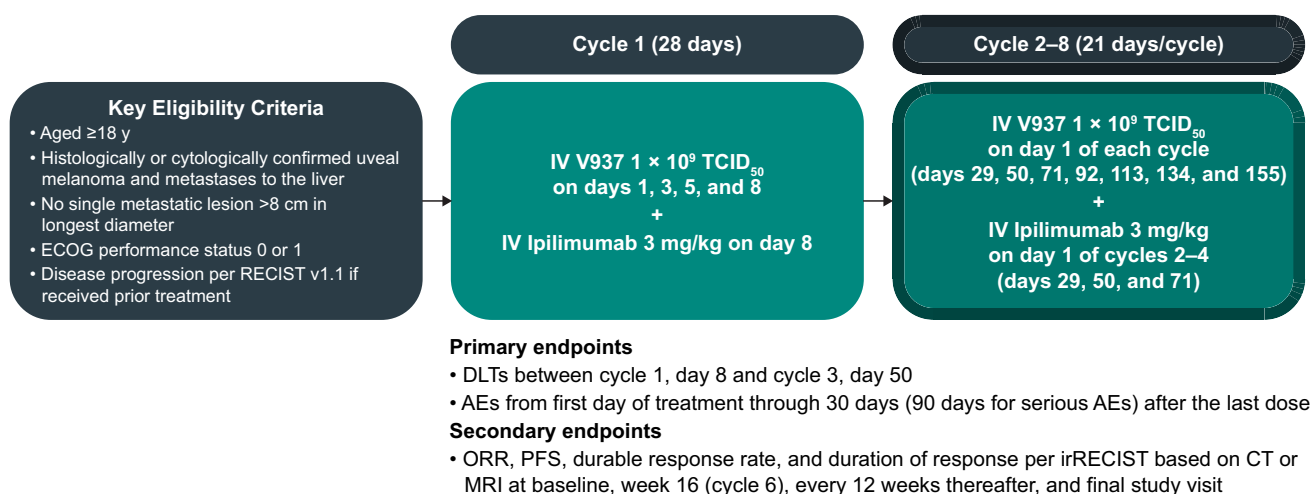 Cycle 1 (28 days)
Cycle 2–8 (21 days/cycle)
Key Eligibility Criteria
• Aged ≥18 y
• Histologically or cytologically confirmed uveal
melanoma and metastases to the liver
• No single metastatic lesion >8 cm in
longest diameter
• ECOG performance status 0 or 1
• Disease progression per RECIST v1.1 if
received prior treatment
IV V937 1 × 10⁹ TCID₅₀
on days 1, 3, 5, and 8
+
IV Ipilimumab 3 mg/kg on day 8
IV V937 1 × 10⁹ TCID₅₀
on day 1 of each cycle
(days 29, 50, 71, 92, 113, 134, and 155)
+
IV Ipilimumab 3 mg/kg
on day 1 of cycles 2–4
(days 29, 50, and 71)
Primary endpoints
• DLTs between cycle 1, day 8 and cycle 3, day 50
• AEs from first day of treatment through 30 days (90 days for serious AEs) after the last dose
Secondary endpoints
• ORR, PFS, durable response rate, and duration of response per irRECIST based on CT or
MRI at baseline, week 16 (cycle 6), every 12 weeks thereafter, and final study visit